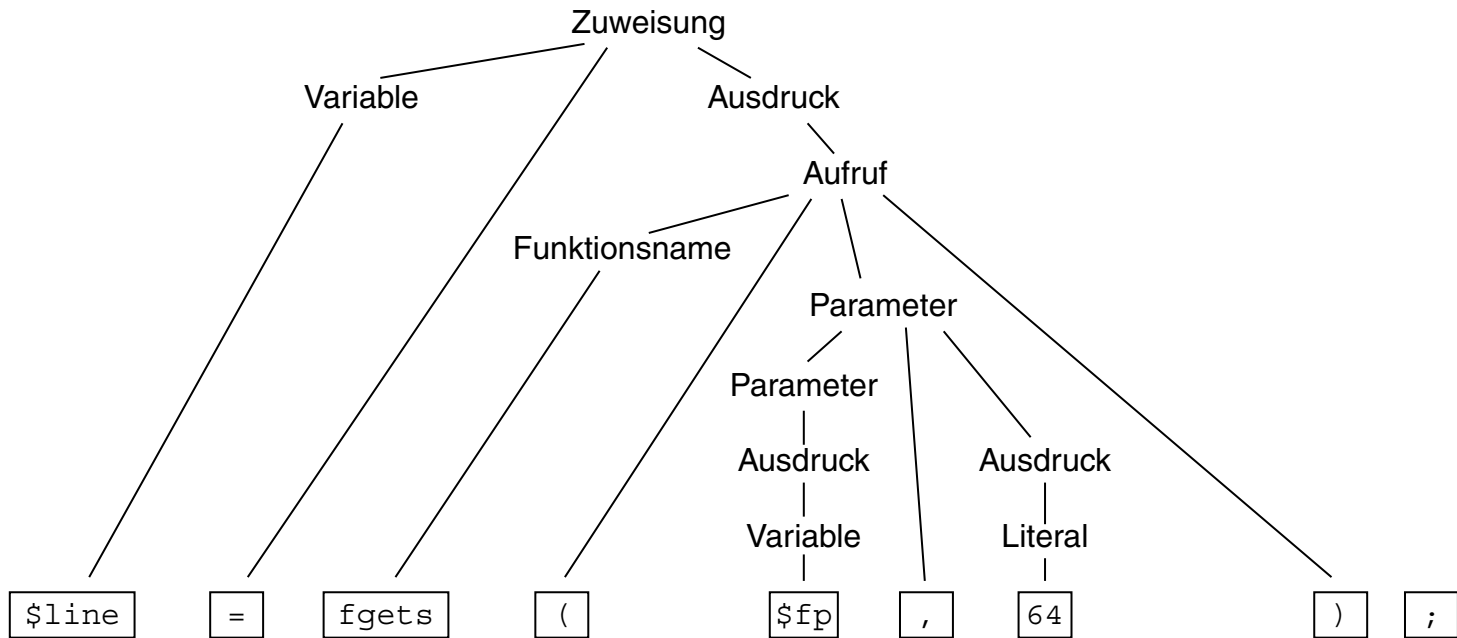 Zuweisung
Variable Ausdruck
Aufruf
Funktionsname
Parameter
Parameter
Ausdruck Ausdruck
Variable Literal
$line = fgets ( $fp , 64 ) ;